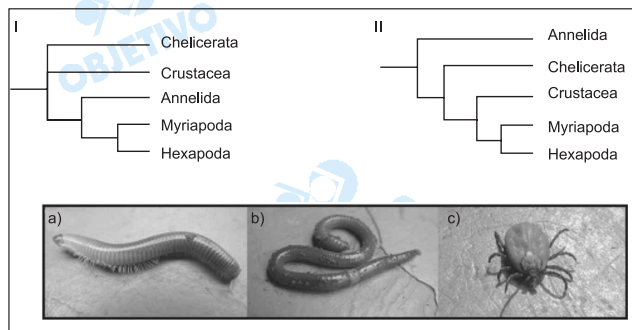 I
Chelicerata
Crustacea
Annelida
Myriapoda
Hexapoda
II
Annelida
Chelicerata
Crustacea
Myriapoda
Hexapoda
OBJETIVO
a)
b)
c)